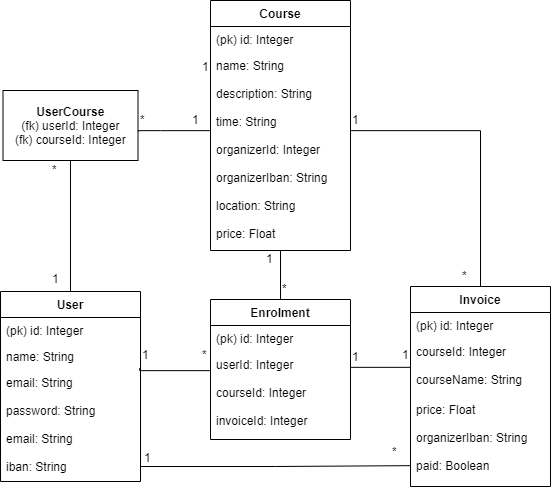 Course
(pk) id: Integer
name: String
description: String
time: String
organizerId: Integer
organizerIban: String
location: String
price: Float
1
UserCourse
(fk) userId: Integer
(fk) courseId: Integer
*
1
1
*
1
1
*
*
User
(pk) id: Integer
name: String
email: String
password: String
email: String
iban: String
Enrolment
(pk) id: Integer
userId: Integer
courseId: Integer
invoiceId: Integer
Invoice
(pk) id: Integer
courseId: Integer
courseName: String
price: Float
organizerIban: String
paid: Boolean
1
*
1
1
1
*